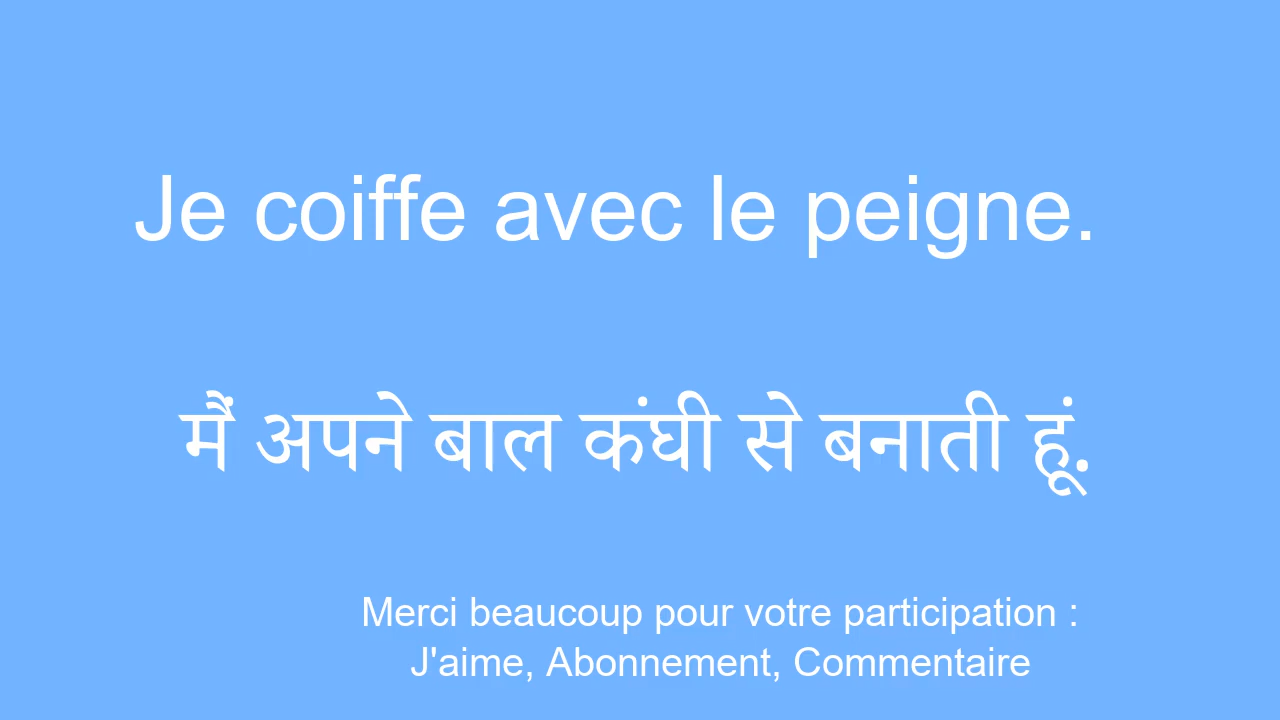 Je coiffe avec le peigne.
मैं अपने बाल कंघी से बनाती हूं.
Merci beaucoup pour votre participation :
J'aime, Abonnement, Commentaire